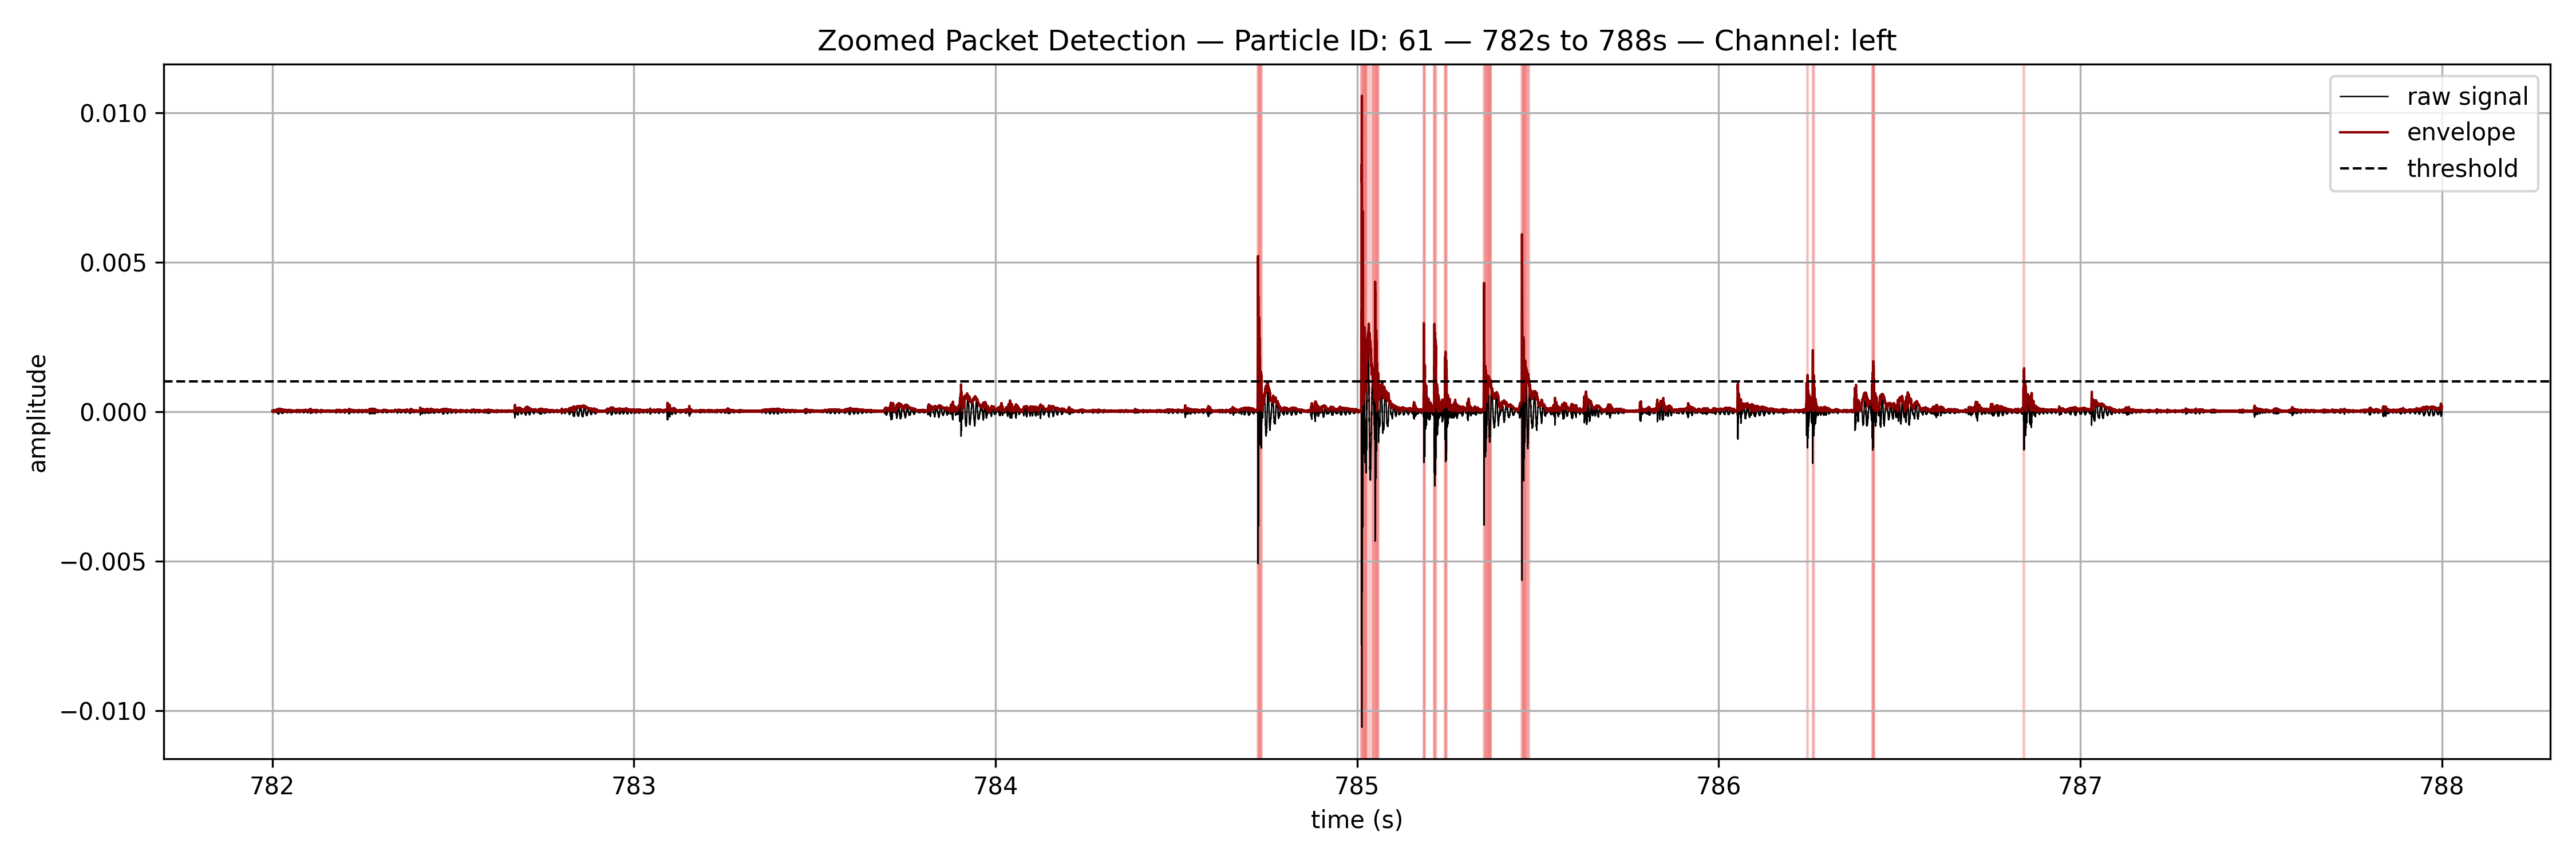 Zoomed Packet Detection — Particle ID: 61 — 782s to 788s — Channel: left
raw signal
envelope
threshold
amplitude
0.010
0.005
0.000
−0.005
−0.010
782 783 784 785 786 787 788
time (s)